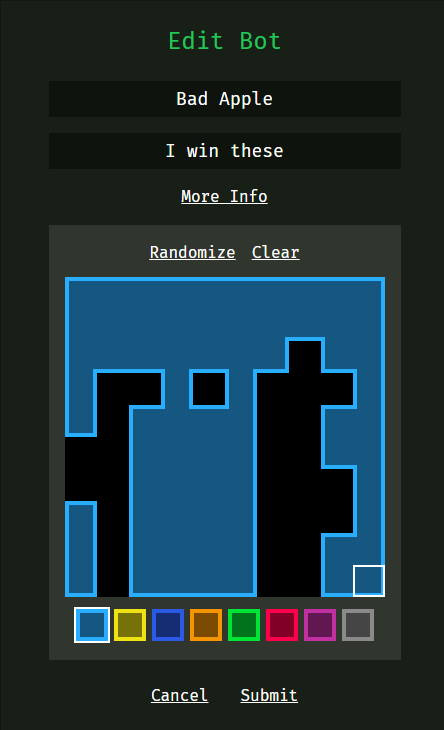 Edit Bot
Bad Apple
I win these
More Info
Randomize Clear
Cancel Submit